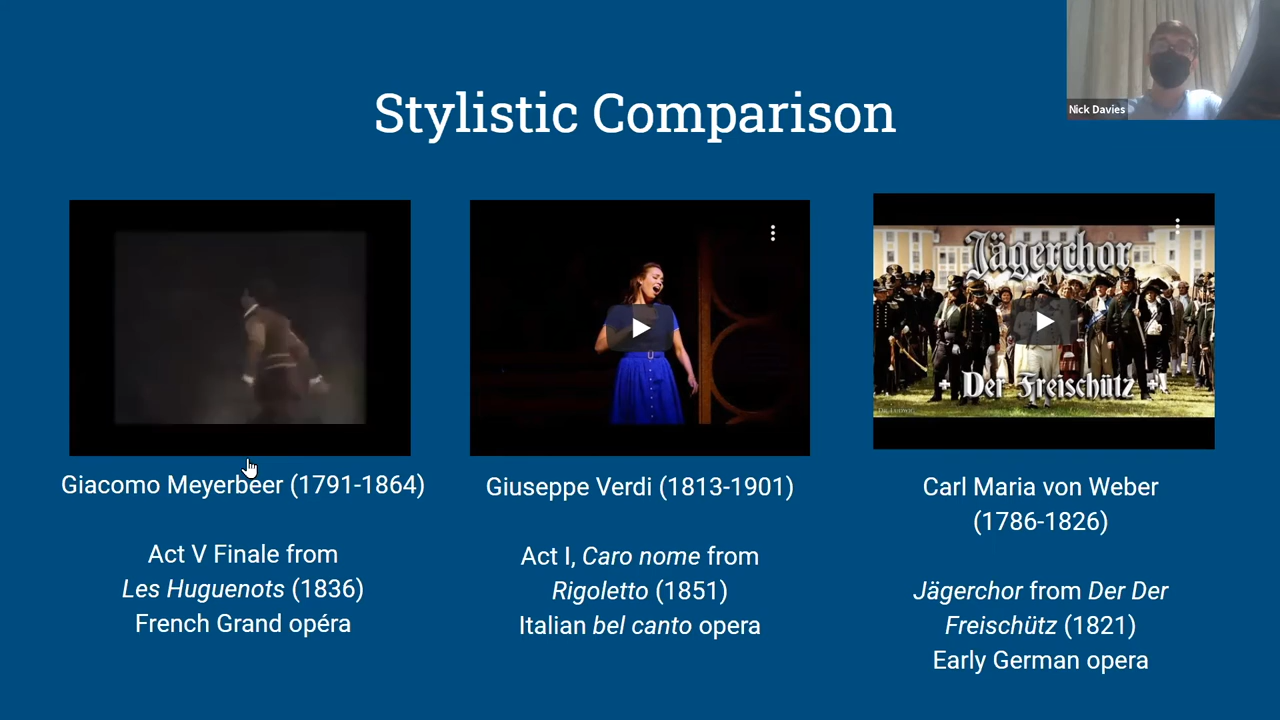 Stylistic Comparison
Nick Davies
Jägerchor
+ Der Freischütz +
Giacomo Meyerbeer (1791-1864)
Act V Finale from
Les Huguenots (1836)
French Grand opéra
Giuseppe Verdi (1813-1901)
Act I, Caro nome from
Rigoletto (1851)
Italian bel canto opera
Carl Maria von Weber
(1786-1826)
Jägerchor from Der Der
Freischütz (1821)
Early German opera